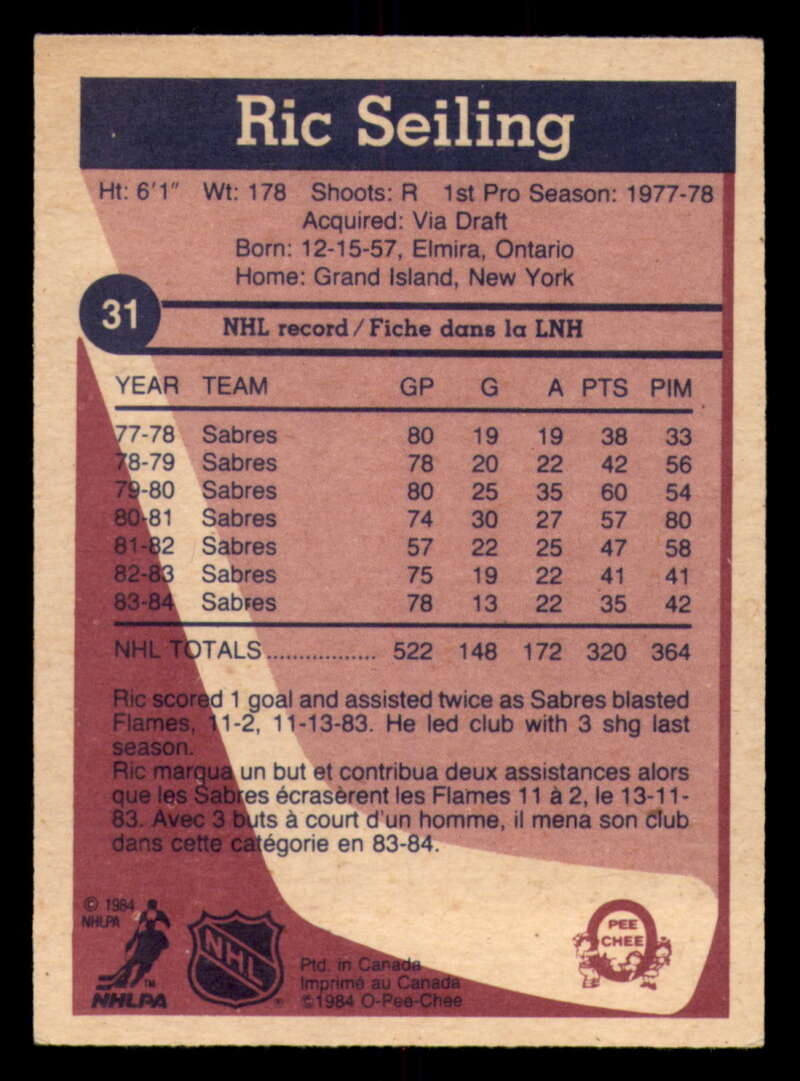 Ric Seiling
Ht: 6'1" Wt: 178 Shoots: R 1st Pro Season: 1977-78
Acquired: Via Draft
Born: 12-15-57, Elmira, Ontario
Home: Grand Island, New York
31
NHL record/Fiche dans la LNH
YEAR TEAM GP G A PTS PIM
77-78 Sabres 80 19 19 38 33
78-79 Sabres 78 20 22 42 56
79-80 Sabres 80 25 35 60 54
80-81 Sabres 74 30 27 57 80
81-82 Sabres 57 22 25 47 58
82-83 Sabres 75 19 22 41 41
83-84 Sabres 78 13 22 35 42
NHL TOTALS................. 522 148 172 320 364
Ric scored 1 goal and assisted twice as Sabres blasted
Flames, 11-2, 11-13-83. He led club with 3 shg last
season.
Ric marqua un but et contribua deux assistances alors
que les Sabres écrasèrent les Flames 11 à 2, le 13-11-
83. Avec 3 buts à court d'un homme, il mena son club
dans cette catégorie en 83-84.
© 1984
NHLPA
TM
NHLPA
NHL
®
Ptd. in Canada
Imprimé au Canada
©1984 O-Pee-Chee
PEE
CHEE